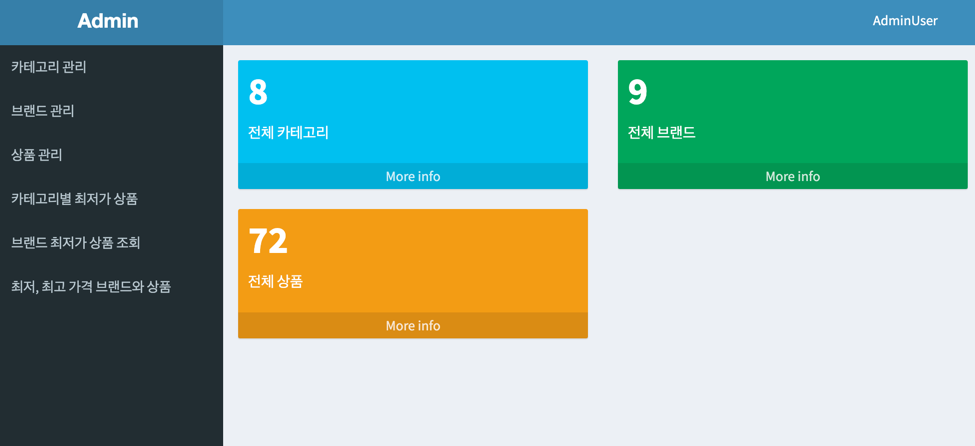 Admin
AdminUser
카테고리 관리
브랜드 관리
상품 관리
카테고리별 최저가 상품
브랜드 최저가 상품 조회
최저, 최고 가격 브랜드와 상품
8
전체 카테고리
More info
9
전체 브랜드
More info
72
전체 상품
More info